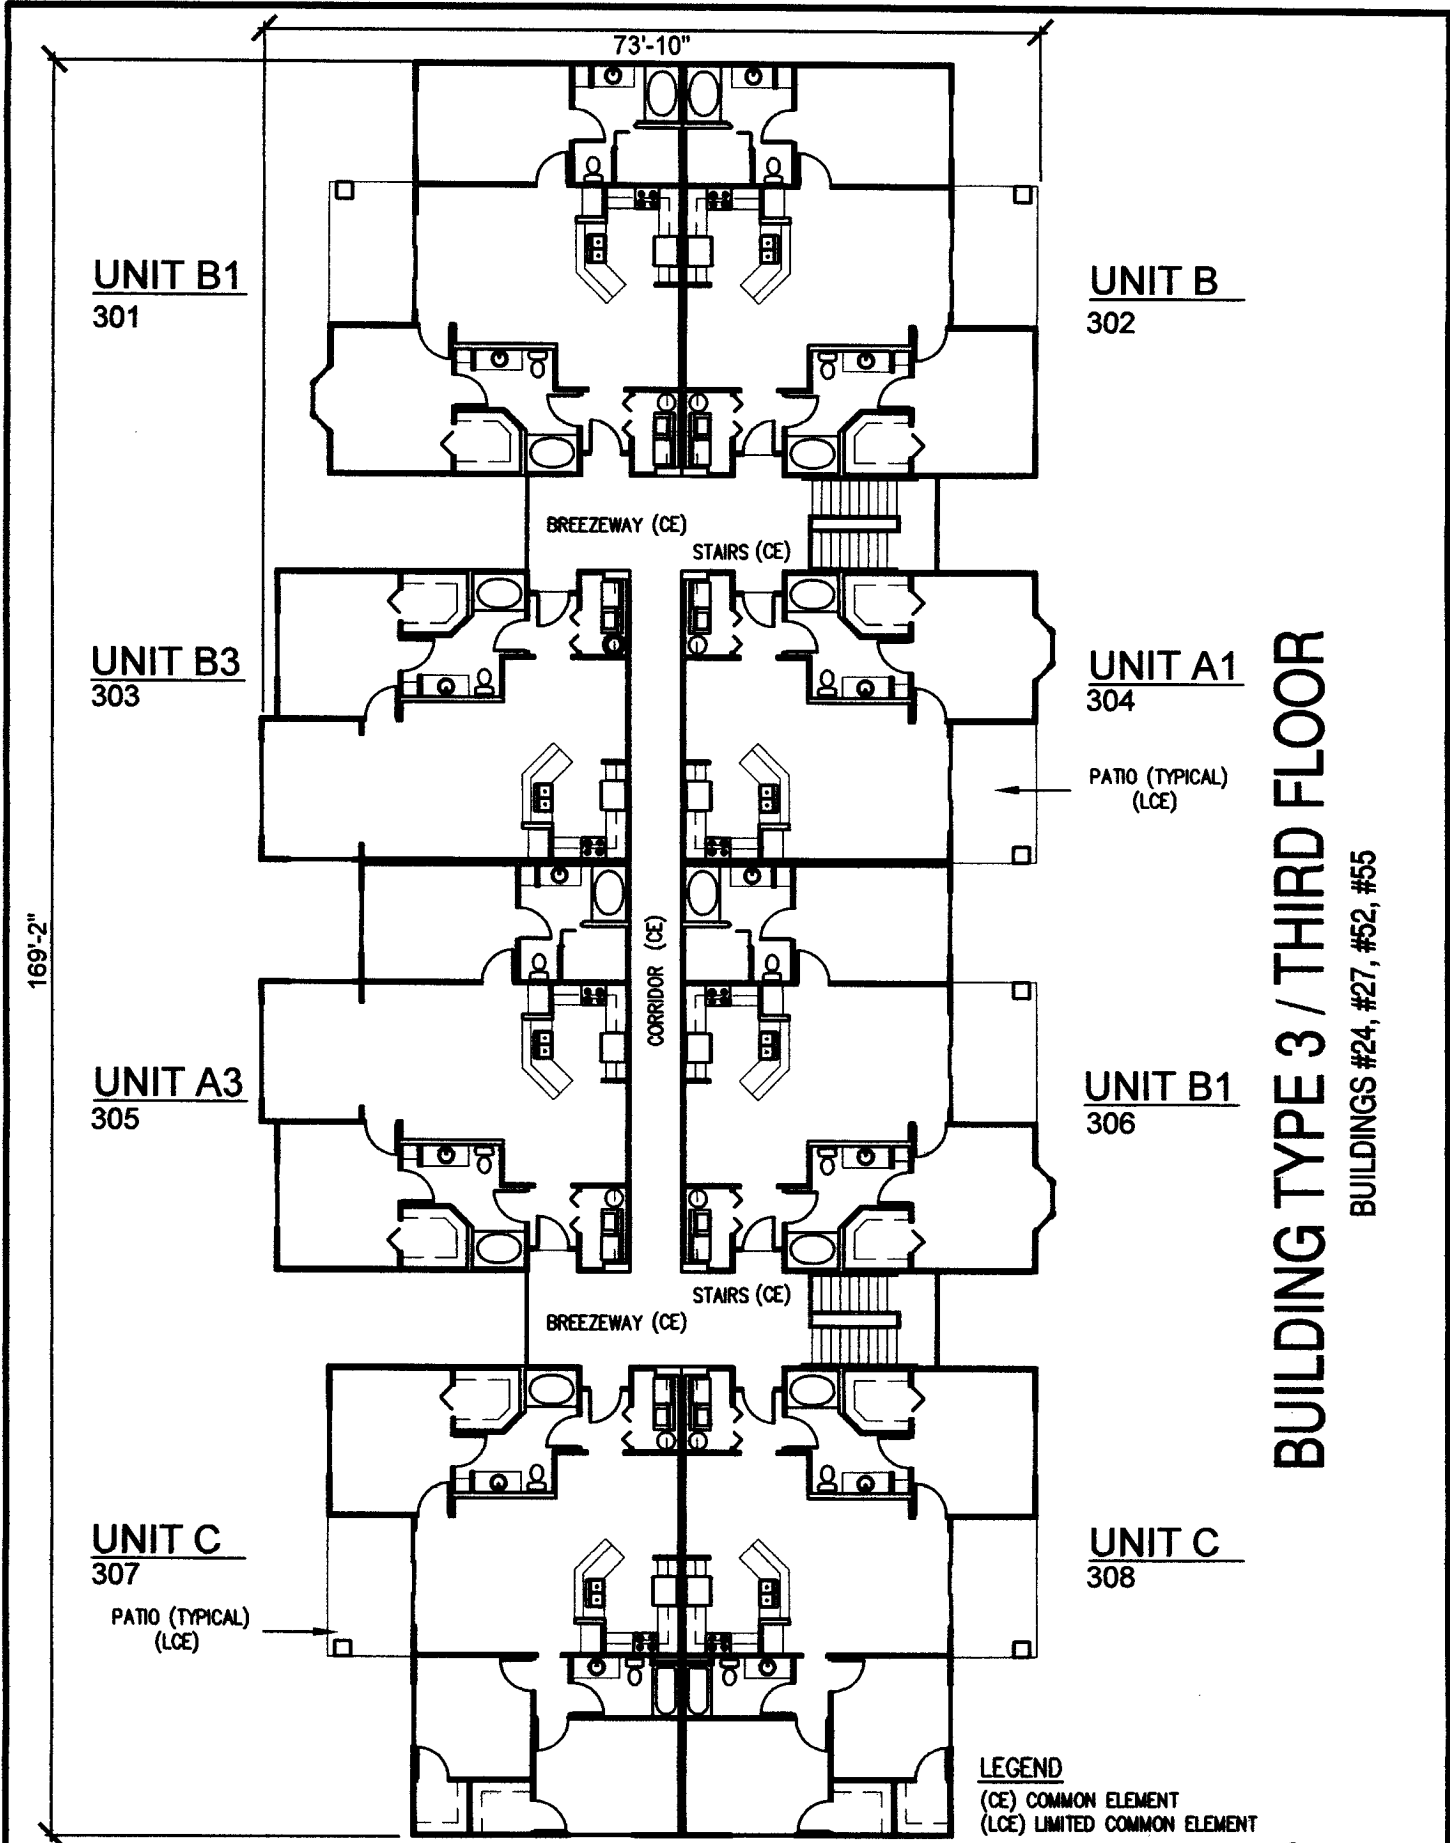 73'-10"
UNIT B1
301
UNIT B
302
BREEZEWAY (CE)
STAIRS (CE)
UNIT B3
303
UNIT A1
304
PATIO (TYPICAL)
(LCE)
169'-2"
CORRIDOR (CE)
UNIT A3
305
UNIT B1
306
STAIRS (CE)
BREEZEWAY (CE)
UNIT C
307
PATIO (TYPICAL)
(LCE)
UNIT C
308
BUILDING TYPE 3 / THIRD FLOOR
BUILDINGS #24, #27, #52, #55
LEGEND
(CE) COMMON ELEMENT
(LCE) LIMITED COMMON ELEMENT